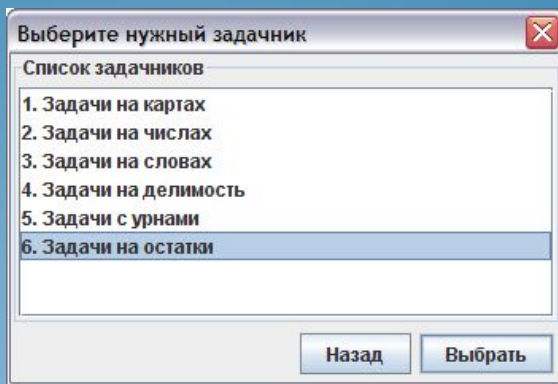 Выберите нужный задачник
Список задачников
1. Задачи на картах
2. Задачи на числах
3. Задачи на словах
4. Задачи на делимость
5. Задачи с урнами
6. Задачи на остатки
Назад Выбрать